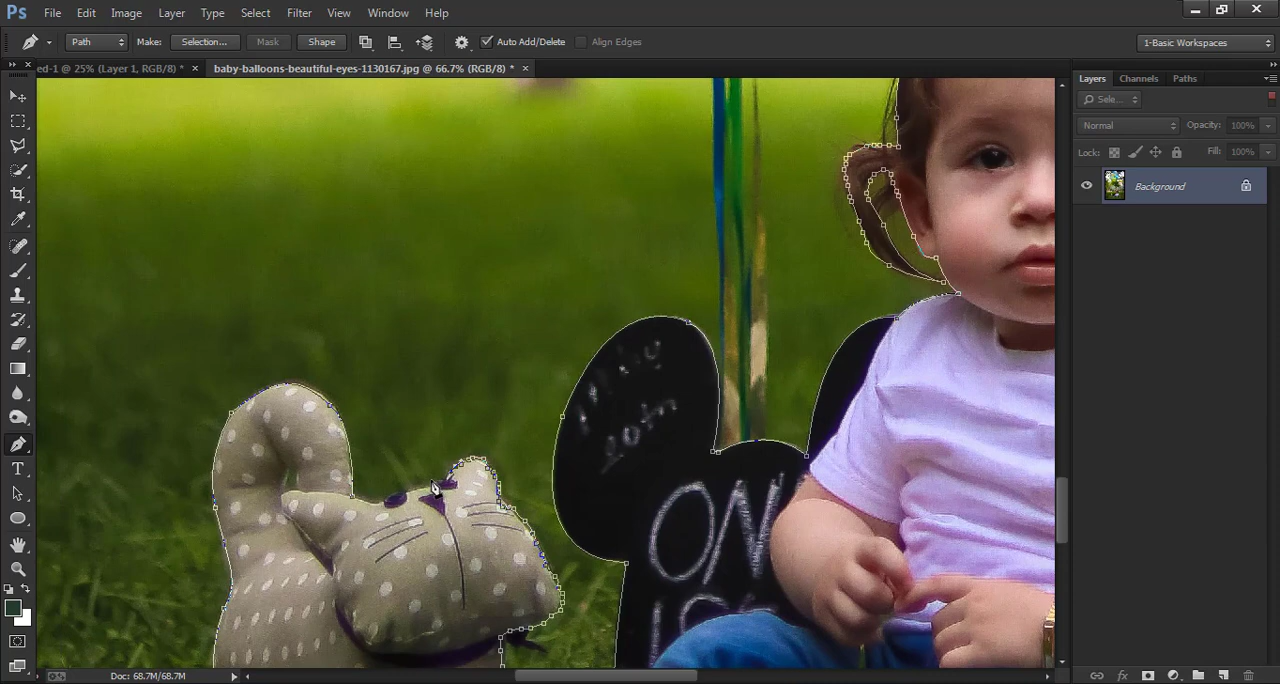 Ps File Edit Image Layer Type Select Filter View Window Help
Path Make: Selection... Mask Shape Auto Add/Delete Align Edges 1-Basic Workspaces
ed-1 @ 25% (Layer 1, RGB/8) * × baby-balloons-beautiful-eyes-1130167.jpg @ 66.7% (RGB/8) * ×
Layers Channels Paths
Sele...
Normal Opacity: 100%
Lock: Fill: 100%
Background
ON
Doc: 68.7M/68.7M